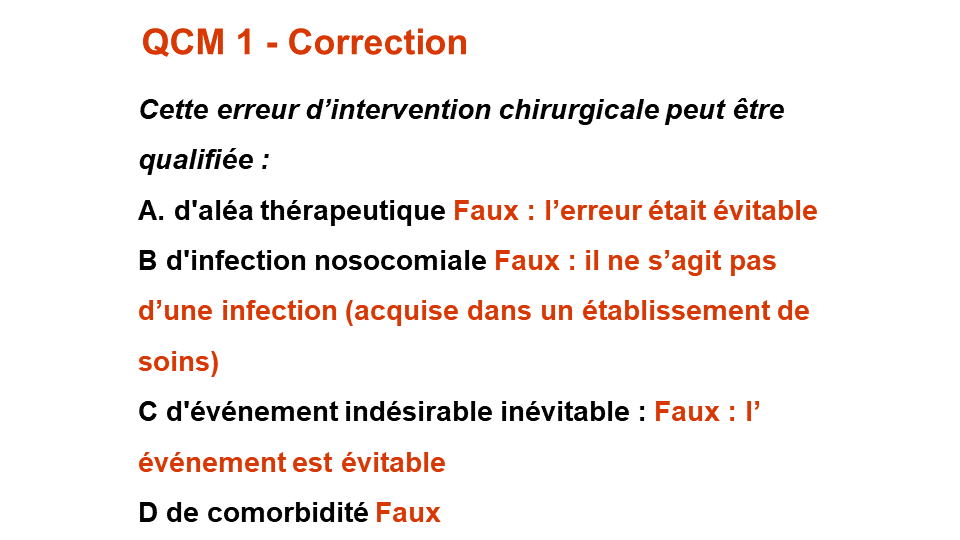 QCM 1 - Correction
Cette erreur d’intervention chirurgicale peut être
qualifiée :
A. d'aléa thérapeutique Faux : l’erreur était évitable
B d'infection nosocomiale Faux : il ne s’agit pas
d’une infection (acquise dans un établissement de
soins)
C d'événement indésirable inévitable : Faux : l’
événement est évitable
D de comorbidité Faux